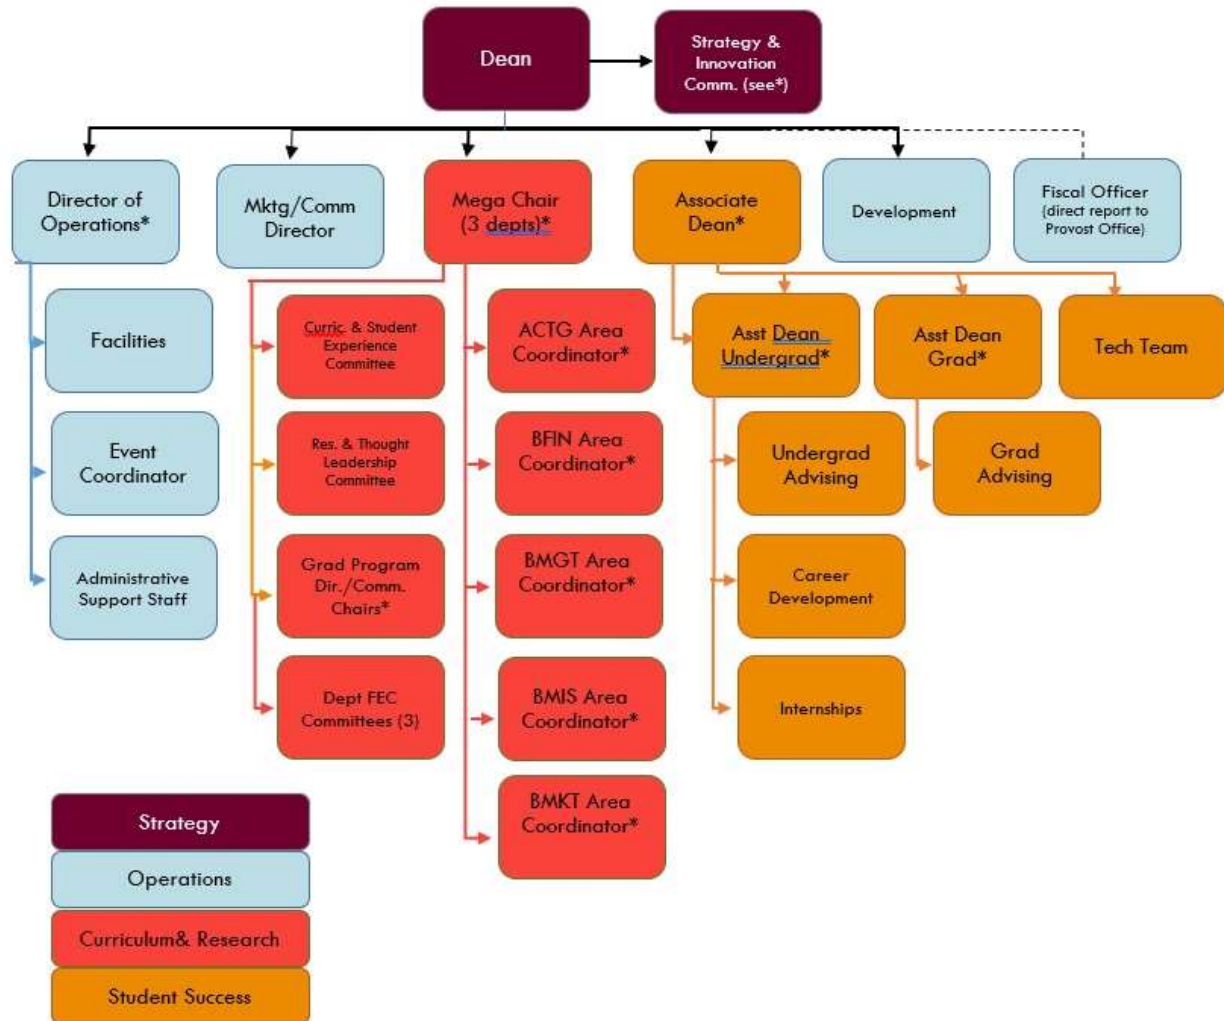 Dean
Strategy &
Innovation
Comm. (see*)
Director of
Operations*
Mktg/Comm
Director
Mega Chair
(3 depts)*
Associate
Dean*
Development
Fiscal Officer
(direct report to
Provost Office)
Facilities
Curric. & Student
Experience
Committee
ACTG Area
Coordinator*
Asst Dean
Undergrad*
Asst Dean
Grad*
Tech Team
Event
Coordinator
Res. & Thought
Leadership
Committee
BFIN Area
Coordinator*
Undergrad
Advising
Grad
Advising
Administrative
Support Staff
Grad Program
Dir./Comm.
Chairs*
BMGT Area
Coordinator*
Career
Development
Dept FEC
Committees (3)
BMIS Area
Coordinator*
Internships
BMKT Area
Coordinator*
Strategy
Operations
Curriculum& Research
Student Success